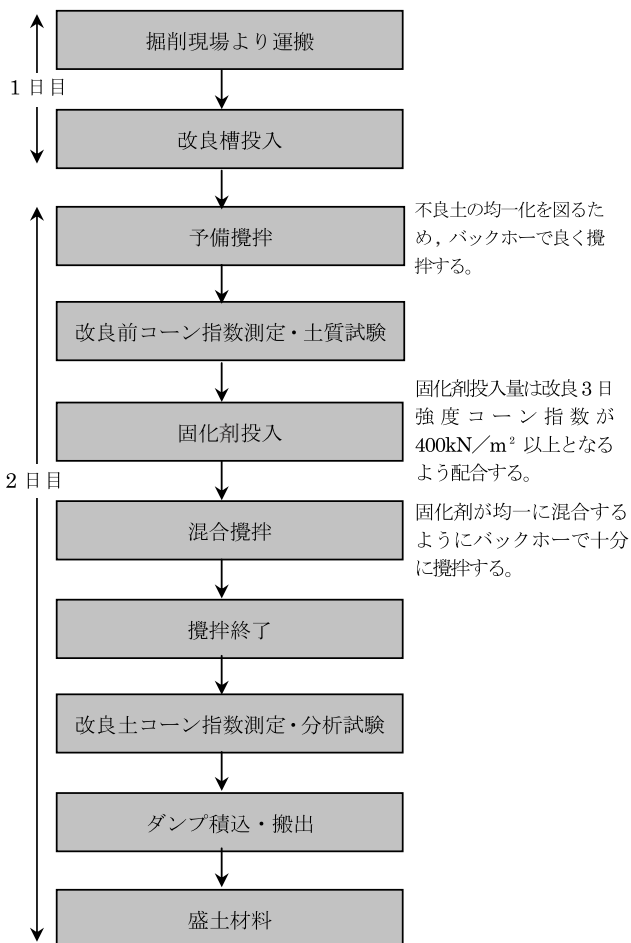 掘削現場より運搬
1 日目
改良槽投入
予備攪拌
不良土の均一化を図るた
め，バックホーで良く攪
拌する。
改良前コーン指数測定・土質試験
固化剤投入量は改良 3 日
強度コーン指数が
400kN／m² 以上となる
よう配合する。
固化剤投入
2 日目
混合攪拌
固化剤が均一に混合する
ようにバックホーで十分
に攪拌する。
攪拌終了
改良土コーン指数測定・分析試験
ダンプ積込・搬出
盛土材料